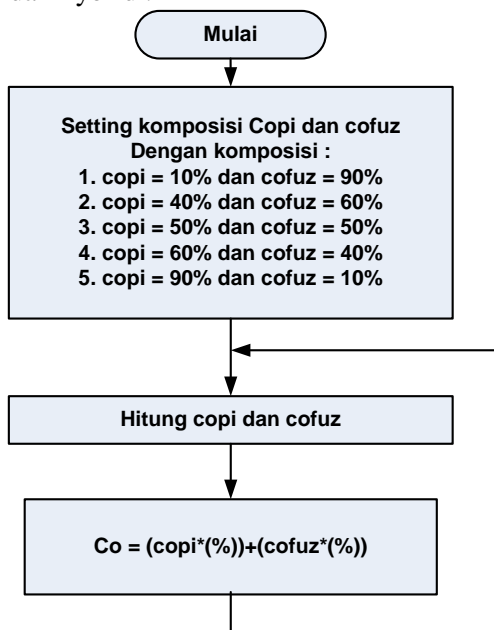 Mulai
Setting komposisi Copi dan cofuz
Dengan komposisi :
1. copi = 10% dan cofuz = 90%
2. copi = 40% dan cofuz = 60%
3. copi = 50% dan cofuz = 50%
4. copi = 60% dan cofuz = 40%
5. copi = 90% dan cofuz = 10%
Hitung copi dan cofuz
Co = (copi*(%))+(cofuz*(%))